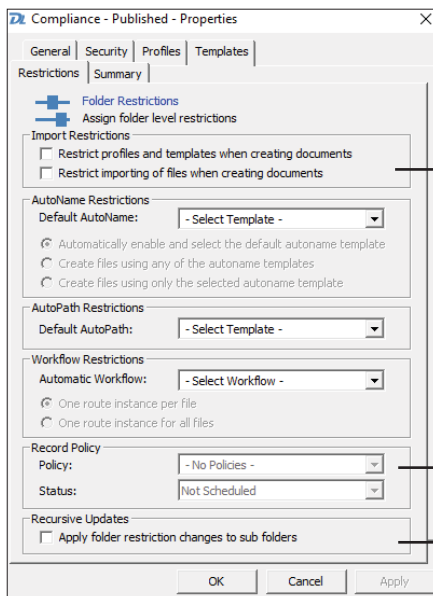 DL Compliance - Published - Properties
General Security Profiles Templates
Restrictions Summary
Folder Restrictions
Assign folder level restrictions
Import Restrictions
Restrict profiles and templates when creating documents
Restrict importing of files when creating documents
AutoName Restrictions
Default AutoName: - Select Template -
Automatically enable and select the default autoname template
Create files using any of the autoname templates
Create files using only the selected autoname template
AutoPath Restrictions
Default AutoPath: - Select Template -
Workflow Restrictions
Automatic Workflow: - Select Workflow -
One route instance per file
One route instance for all files
Record Policy
Policy: - No Policies -
Status: Not Scheduled
Recursive Updates
Apply folder restriction changes to sub folders
OK Cancel Apply